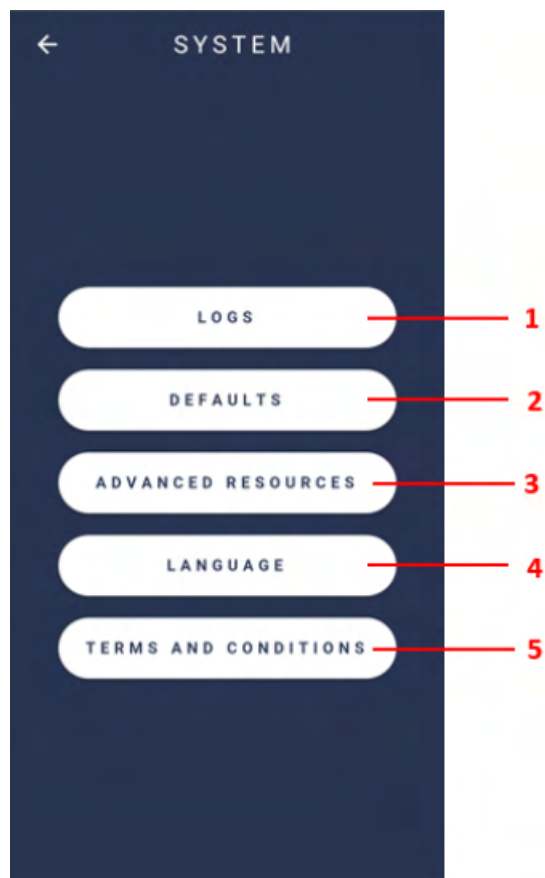 SYSTEM
LOGS 1
DEFAULTS 2
ADVANCED RESOURCES 3
LANGUAGE 4
TERMS AND CONDITIONS 5